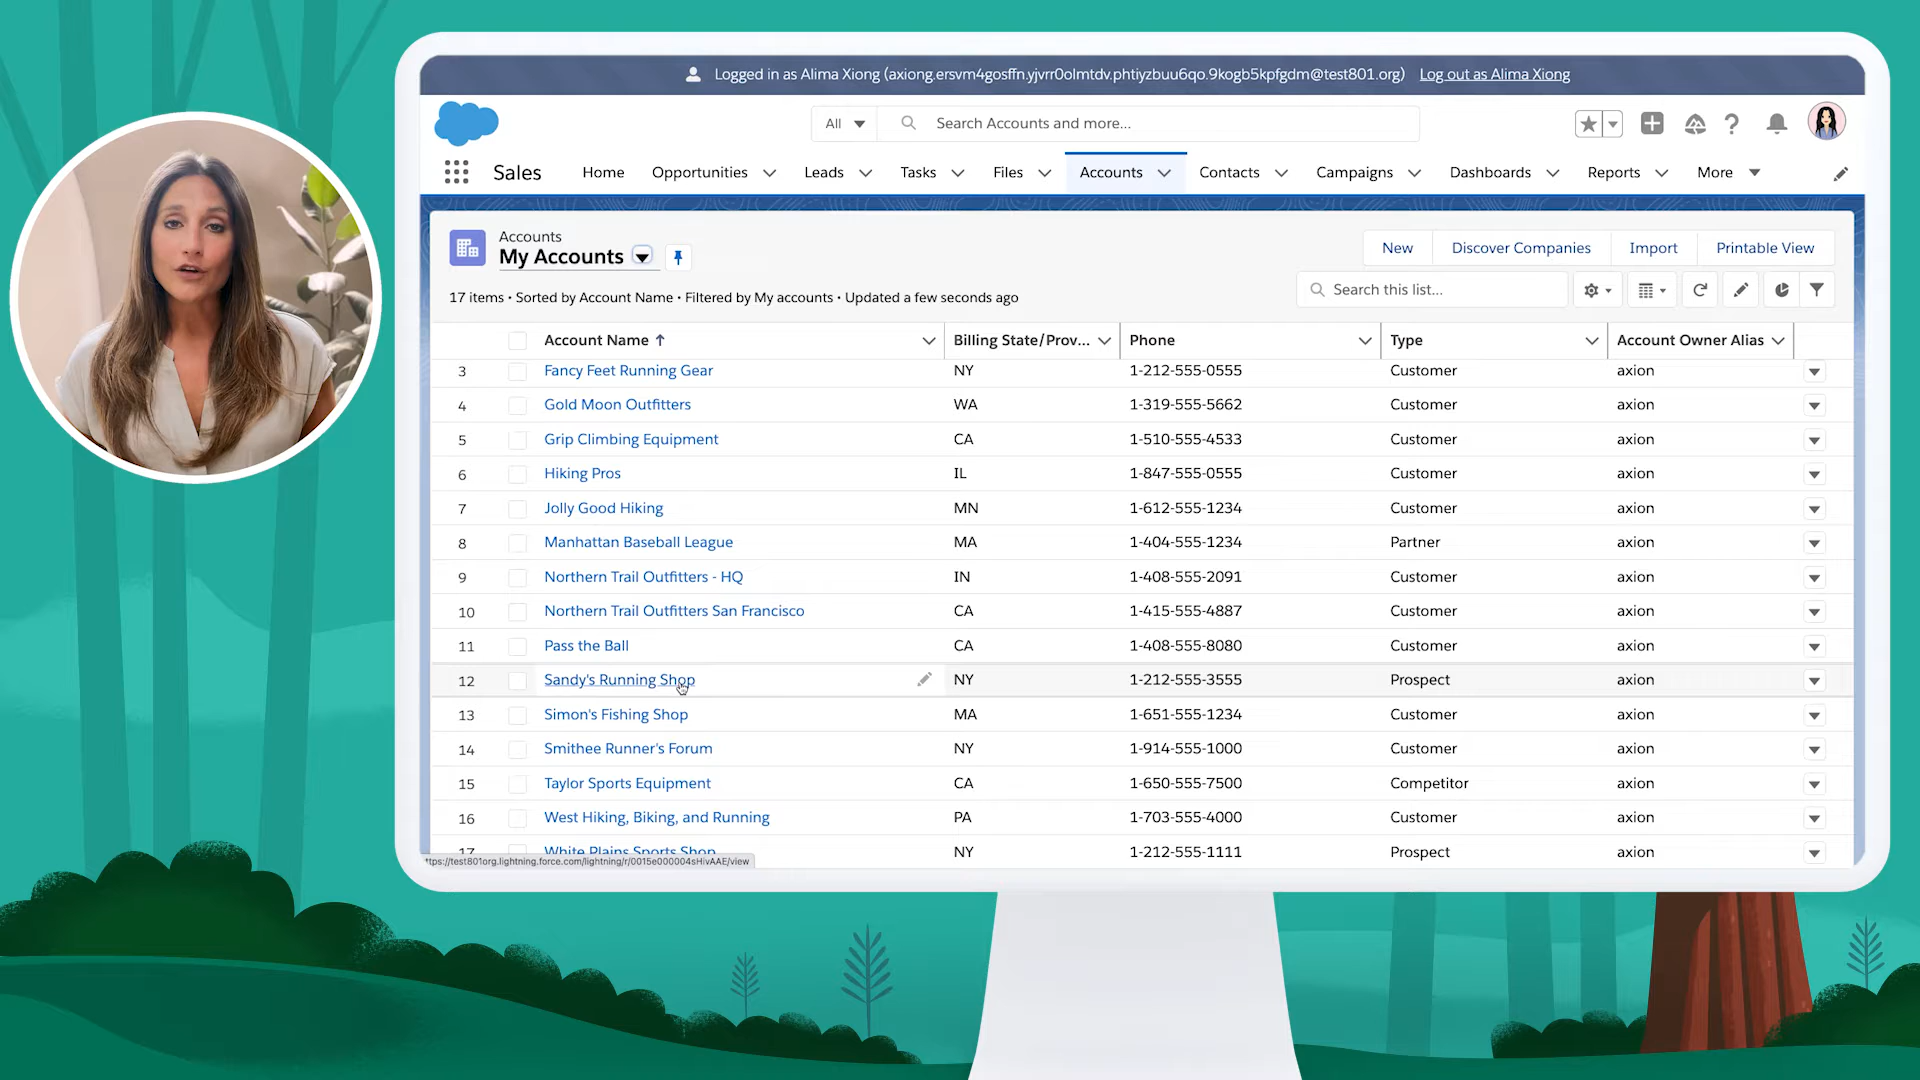 Logged in as Alima Xiong (axiong.ersvm4gosffn.yjvrr0olmtdv.phtiyzbuu6qo.9kogb5kpfgdm@test801.org) Log out as Alima Xiong
All Search Accounts and more...
Sales Home Opportunities Leads Tasks Files Accounts Contacts Campaigns Dashboards Reports More
Accounts
My Accounts
New Discover Companies Import Printable View
17 items • Sorted by Account Name • Filtered by My accounts • Updated a few seconds ago
Search this list...
Account Name Billing State/Prov... Phone Type Account Owner Alias
3 Fancy Feet Running Gear NY 1-212-555-0555 Customer axion
4 Gold Moon Outfitters WA 1-319-555-5662 Customer axion
5 Grip Climbing Equipment CA 1-510-555-4533 Customer axion
6 Hiking Pros IL 1-847-555-0555 Customer axion
7 Jolly Good Hiking MN 1-612-555-1234 Customer axion
8 Manhattan Baseball League MA 1-404-555-1234 Partner axion
9 Northern Trail Outfitters - HQ IN 1-408-555-2091 Customer axion
10 Northern Trail Outfitters San Francisco CA 1-415-555-4887 Customer axion
11 Pass the Ball CA 1-408-555-8080 Customer axion
12 Sandy's Running Shop NY 1-212-555-3555 Prospect axion
13 Simon's Fishing Shop MA 1-651-555-1234 Customer axion
14 Smithee Runner's Forum NY 1-914-555-1000 Customer axion
15 Taylor Sports Equipment CA 1-650-555-7500 Competitor axion
16 West Hiking, Biking, and Running PA 1-703-555-4000 Customer axion
17 White Plains Sports Shop NY 1-212-555-1111 Prospect axion
ttps://test801org.lightning.force.com/lightning/r/0015e000004sHivAAE/view